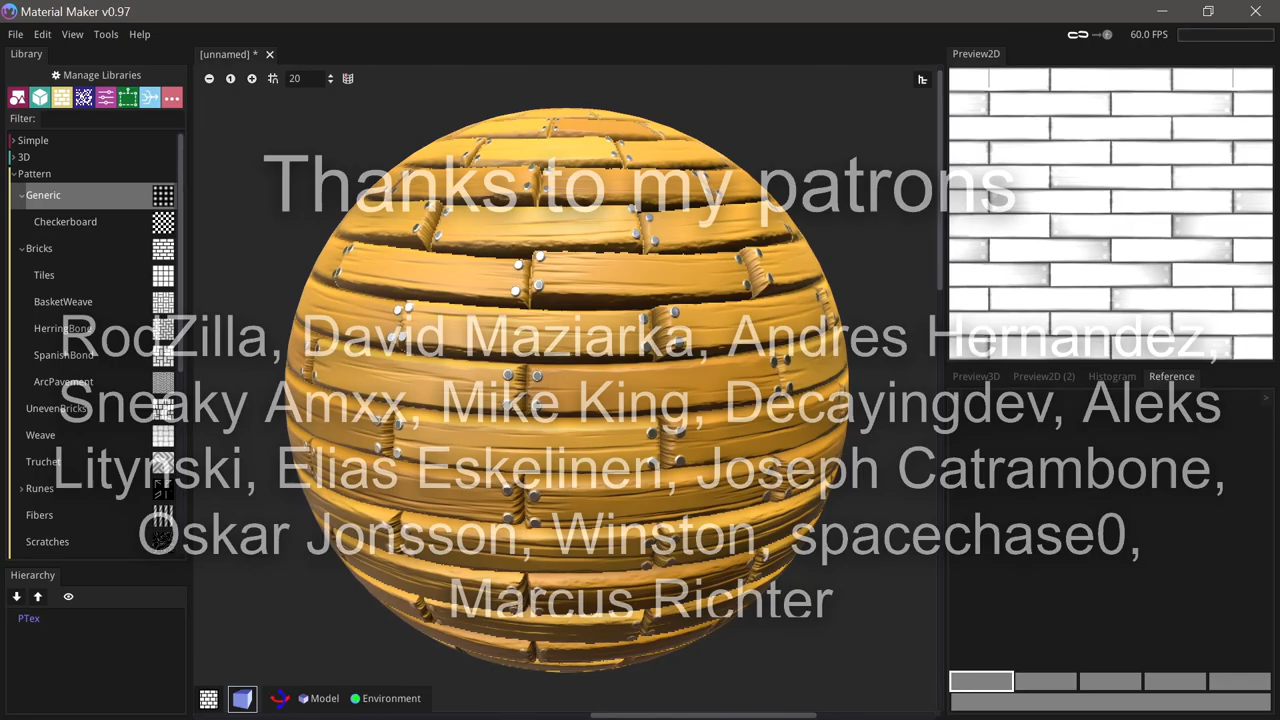 Material Maker v0.97
File Edit View Tools Help
60.0 FPS
Library
[unnamed] *
Preview2D
Manage Libraries
20
Filter:
Simple
3D
Pattern
Generic
Checkerboard
Bricks
Tiles
BasketWeave
HerringBone
SpanishBond
ArcPavement
UnevenBricks
Weave
Truchet
Runes
Fibers
Scratches
Thanks to my patrons
RodZilla, David Maziarka, Andres Hernandez,
Sneaky Amxx, Mike King, Decayingdev, Aleks
Litynski, Elias Eskelinen, Joseph Catrambone,
Oskar Jonsson, Winston, spacechase0,
Marcus Richter
Preview3D Preview2D (2) Histogram Reference
Hierarchy
PTex
Model Environment